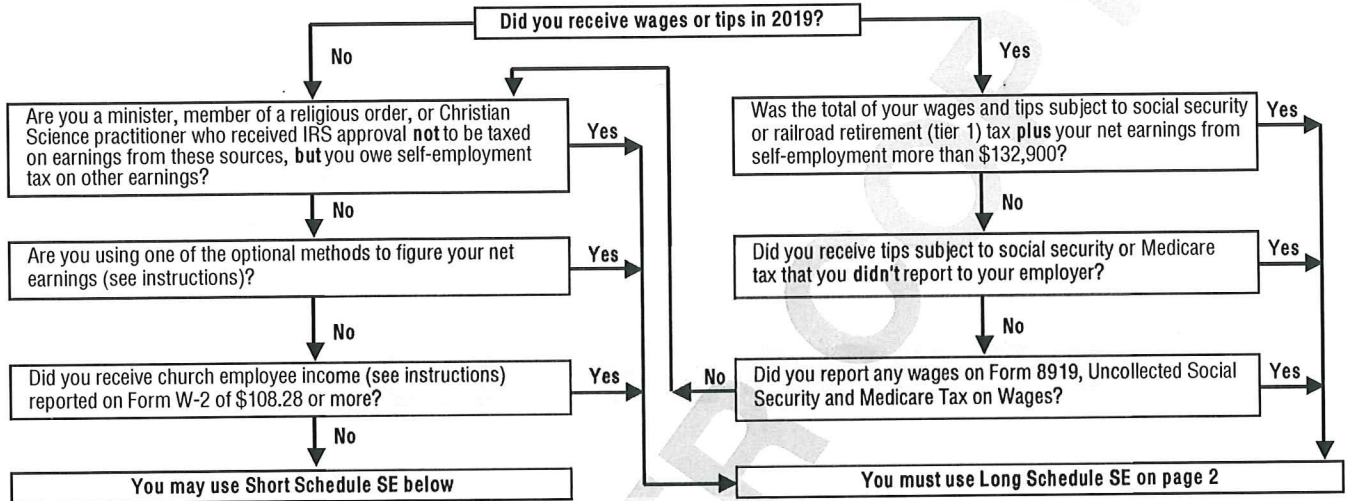 Did you receive wages or tips in 2019?
No
Yes
Are you a minister, member of a religious order, or Christian
Science practitioner who received IRS approval not to be taxed
on earnings from these sources, but you owe self-employment
tax on other earnings?
Yes
No
Are you using one of the optional methods to figure your net
earnings (see instructions)?
Yes
No
Did you receive church employee income (see instructions)
reported on Form W-2 of $108.28 or more?
Yes
No
You may use Short Schedule SE below
Was the total of your wages and tips subject to social security
or railroad retirement (tier 1) tax plus your net earnings from
self-employment more than $132,900?
Yes
No
Did you receive tips subject to social security or Medicare
tax that you didn't report to your employer?
Yes
No
No
Did you report any wages on Form 8919, Uncollected Social
Security and Medicare Tax on Wages?
Yes
You must use Long Schedule SE on page 2